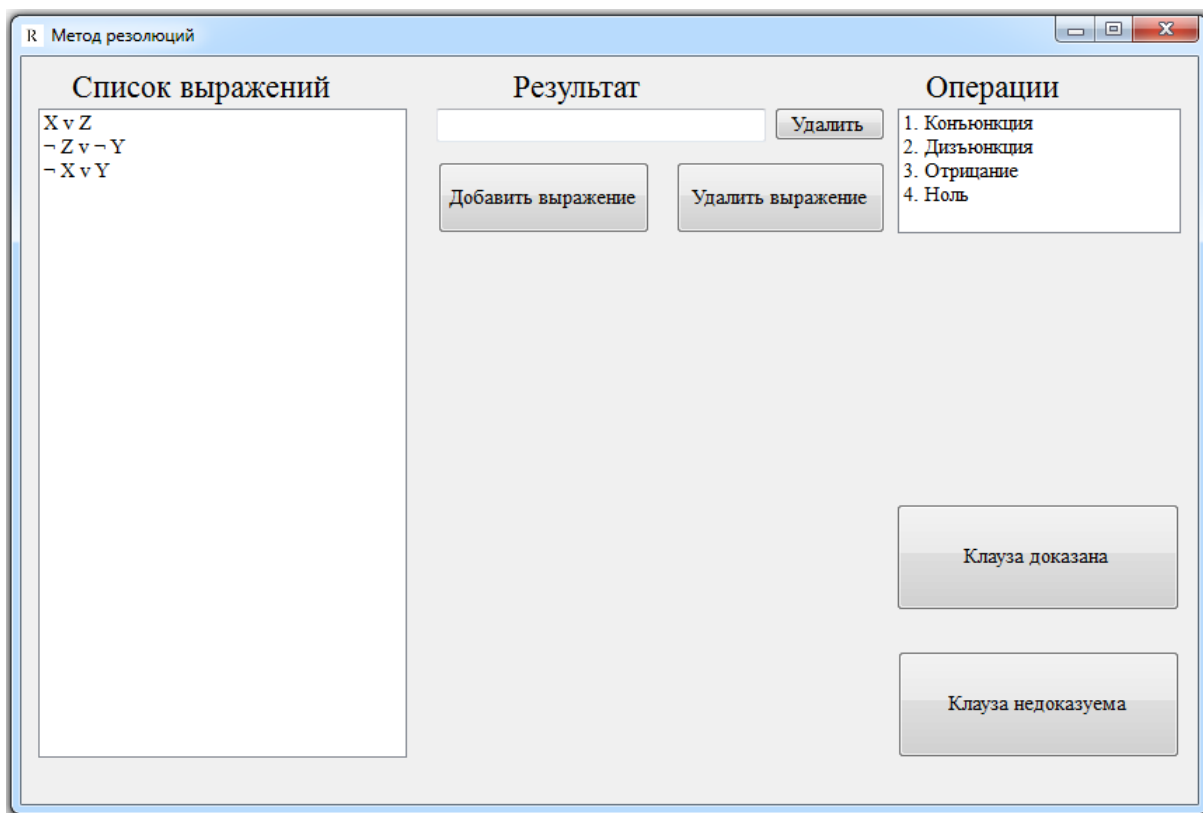 R Метод резолюций
Список выражений
Результат
Операции
X v Z
¬ Z v ¬ Y
¬ X v Y
Удалить
1. Конъюнкция
2. Дизъюнкция
3. Отрицание
4. Ноль
Добавить выражение
Удалить выражение
Клауза доказана
Клауза недоказуема